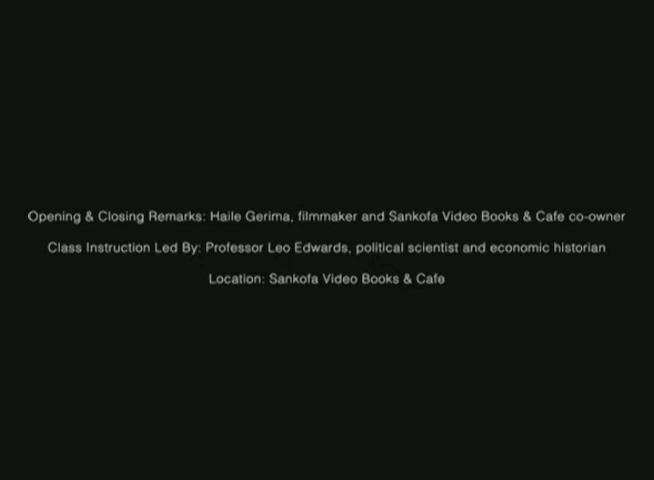 Opening & Closing Remarks: Haile Gerima, filmmaker and Sankofa Video Books & Cafe co-owner
Class Instruction Led By: Professor Leo Edwards, political scientist and economic historian
Location: Sankofa Video Books & Cafe